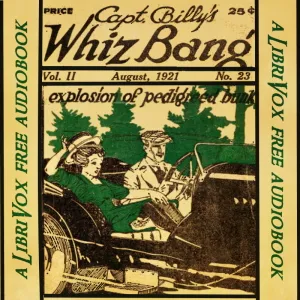 A LIBRIVOX FREE AUDIOBOOK
PRICE
Capt. Billy's
25¢
Whiz Bang
Vol. II
August, 1921
No. 23
explosion of pedigreed bunk
A LIBRIVOX FREE AUDIOBOOK